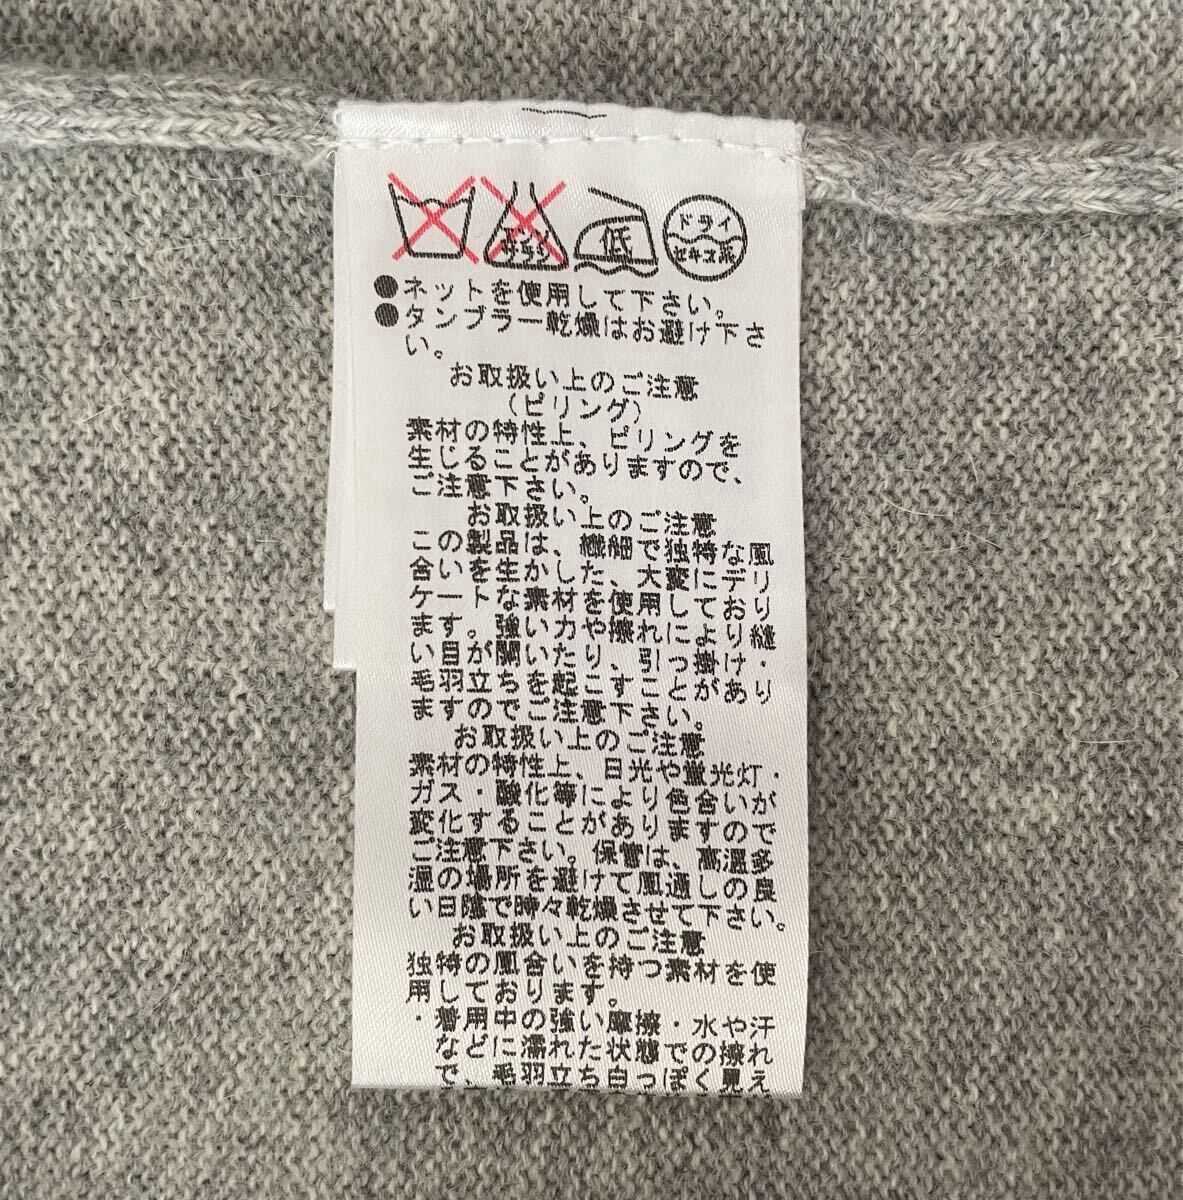 エンソ
サラシ
低
ドライ
セキユ系
●ネットを使用して下さい。
●タンブラー乾燥はお避け下さ
い。
お取扱い上のご注意
(ピリング)
素材の特性上、ピリングを
生じることがありますので、
ご注意下さい。
お取扱い上のご注意
この製品は、繊細で独特な風
合いを生かした、大変にデリ
ケートな素材を使用しており
ます。強い力や擦れにより縫
い目が開いたり、引っ掛け・
毛羽立ちを起こすことがあり
ますのでご注意下さい。
お取扱い上のご注意
素材の特性上、日光や蛍光灯・
ガス・酸化等により色合いが
変化することがありますので
ご注意下さい。保管は、高温多
湿の場所を避けて風通しの良
い日陰で時々乾燥させて下さい。
お取扱い上のご注意
独特の風合いを持つ素材を使
用しております。
・着用中の強い摩擦・水や汗
などに濡れた状態での擦れ
で、毛羽立ち白っぽく見え